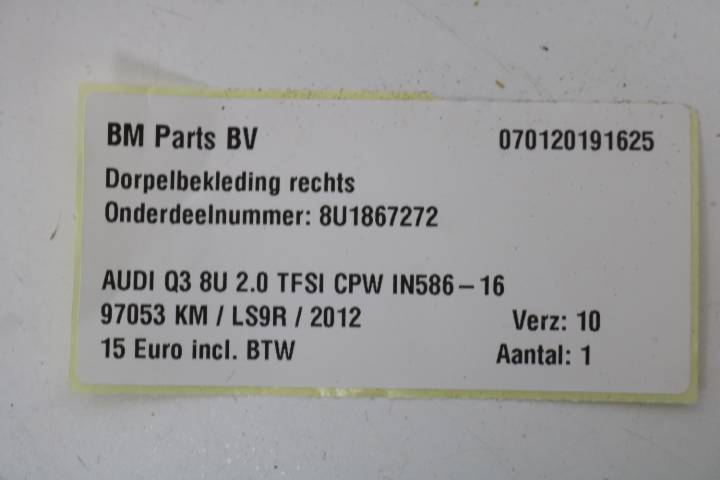 BM Parts BV 070120191625
Dorpelbekleding rechts
Onderdeelnummer: 8U1867272
AUDI Q3 8U 2.0 TFSI CPW IN586-16
97053 KM / LS9R / 2012 Verz: 10
15 Euro incl. BTW Aantal: 1